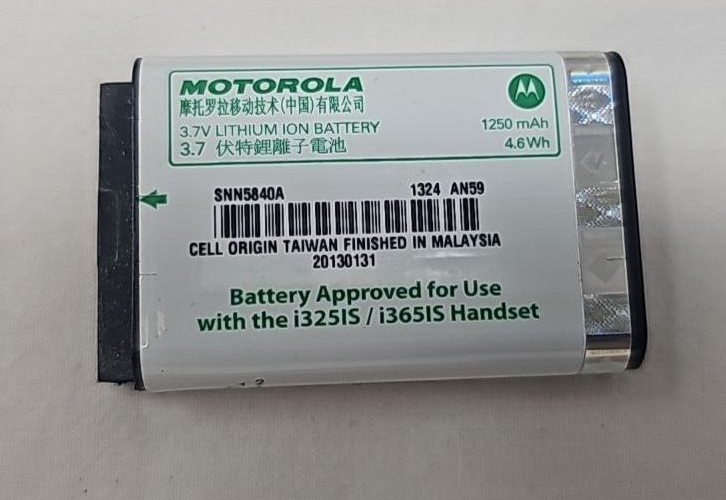 MOTOROLA
摩托罗拉移动技术(中国)有限公司
3.7V LITHIUM ION BATTERY 1250 mAh
3.7 伏特鋰離子電池 4.6 Wh
SNN5840A 1324 AN59
CELL ORIGIN TAIWAN FINISHED IN MALAYSIA
20130131
Battery Approved for Use
with the i325IS / i365IS Handset